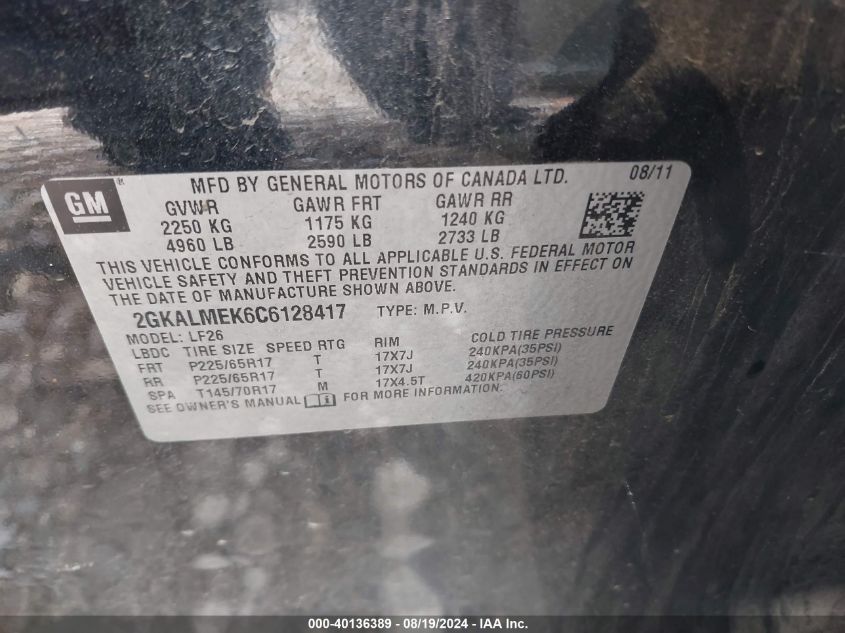 GM ® MFD BY GENERAL MOTORS OF CANADA LTD. 08/11
GVWR GAWR FRT GAWR RR
2250 KG 1175 KG 1240 KG
4960 LB 2590 LB 2733 LB
THIS VEHICLE CONFORMS TO ALL APPLICABLE U.S. FEDERAL MOTOR
VEHICLE SAFETY AND THEFT PREVENTION STANDARDS IN EFFECT ON
THE DATE OF MANUFACTURE SHOWN ABOVE.
2GKALMEK6C6128417 TYPE: M.P.V.
MODEL: LF26
LBDC TIRE SIZE SPEED RTG RIM COLD TIRE PRESSURE
FRT P225/65R17 T 17X7J 240KPA(35PSI)
RR P225/65R17 T 17X7J 240KPA(35PSI)
SPA T145/70R17 M 17X4.5T 420KPA(60PSI)
SEE OWNER'S MANUAL FOR MORE INFORMATION.
000-40136389 - 08/19/2024 - IAA Inc.